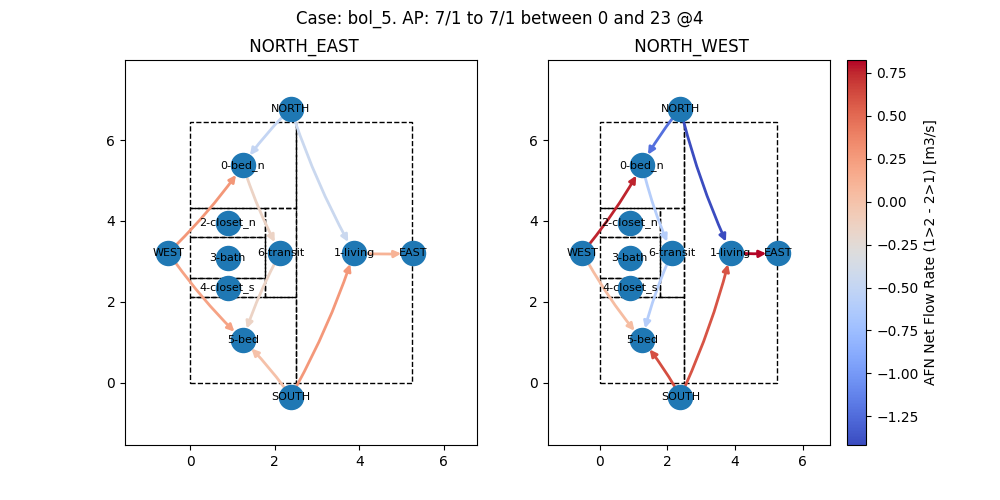 Case: bol_5. AP: 7/1 to 7/1 between 0 and 23 @4
NORTH_EAST
NORTH
0-bed_n
2-closet_n
WEST
3-bath
6-transit
1-living
EAST
4-closet_s
5-bed
SOUTH
0
2
4
6
0
2
4
6
NORTH_WEST
NORTH
0-bed_n
2-closet_n
WEST
3-bath
6-transit
1-living
EAST
4-closet_s
5-bed
SOUTH
0
2
4
6
0.75
0.50
0.25
0.00
−0.25
−0.50
−0.75
−1.00
−1.25
AFN Net Flow Rate (1>2 - 2>1) [m3/s]